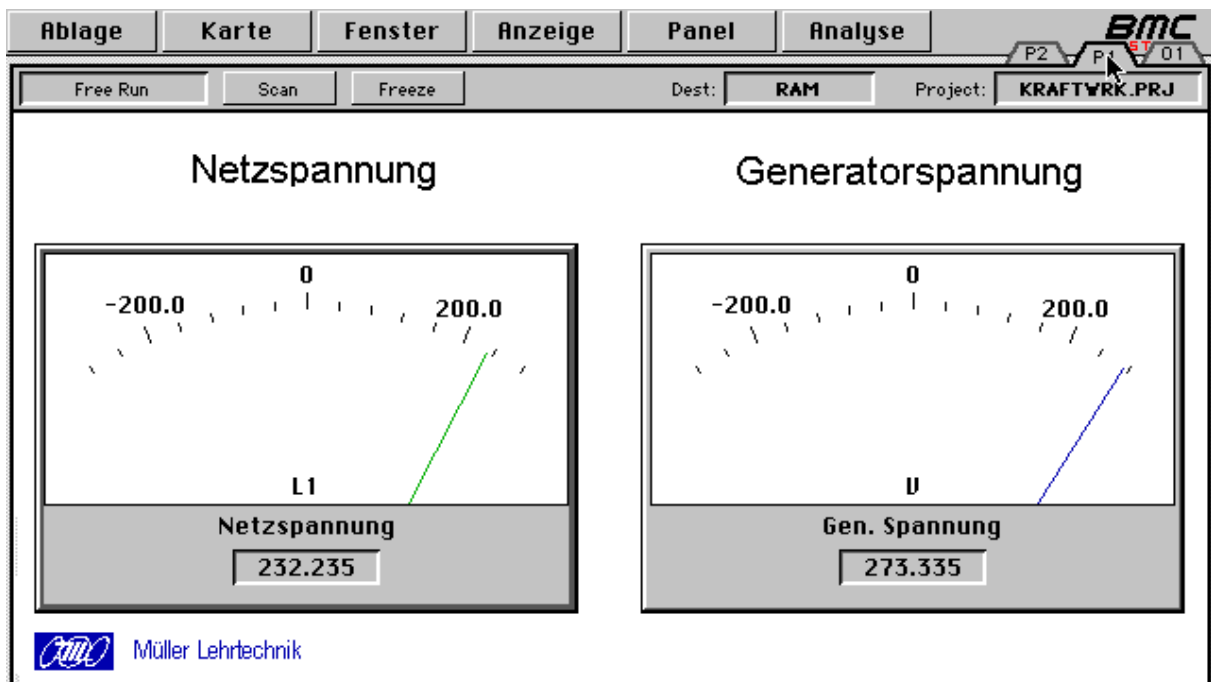 Ablage Karte Fenster Anzeige Panel Analyse BMC
P2 P1 ST 01
Free Run Scan Freeze Dest: RAM Project: KRAFTWRK.PRJ
Netzspannung Generatorspannung
0 0
-200.0 200.0 -200.0 200.0
L1 V
Netzspannung Gen. Spannung
232.235 273.335
Müller Lehrtechnik